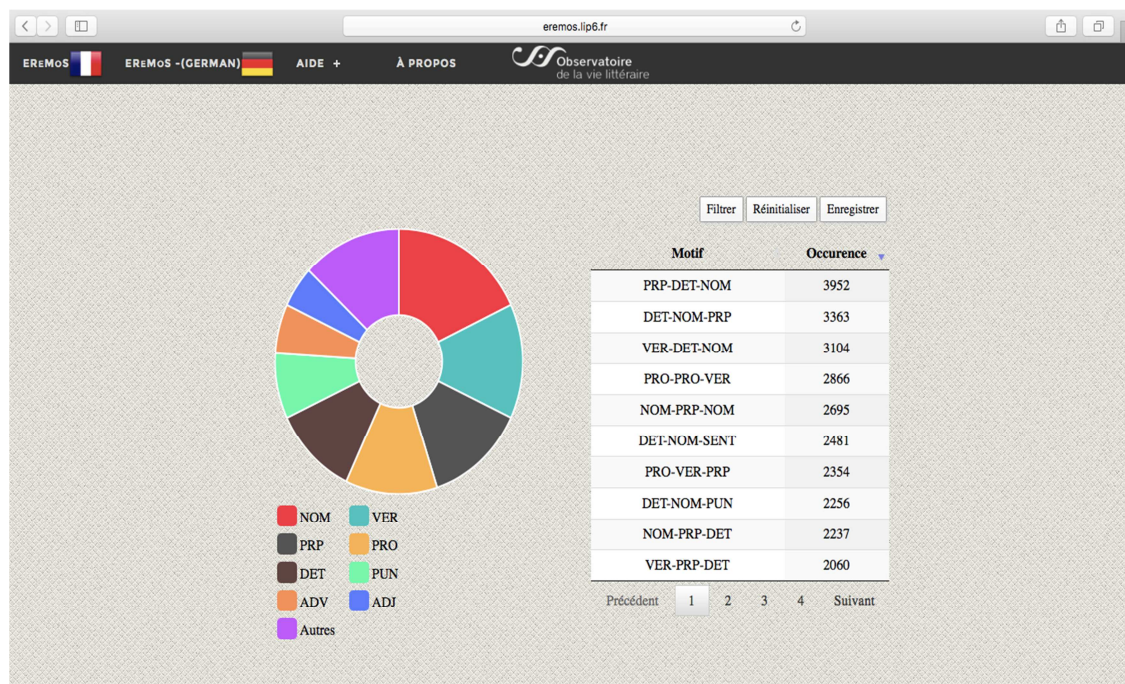 eremos.lip6.fr
EREMOS EREMOS -(GERMAN) AIDE + À PROPOS Observatoire
de la vie littéraire
Filtrer Réinitialiser Enregistrer
Motif Occurence
PRP-DET-NOM 3952
DET-NOM-PRP 3363
VER-DET-NOM 3104
PRO-PRO-VER 2866
NOM-PRP-NOM 2695
DET-NOM-SENT 2481
PRO-VER-PRP 2354
DET-NOM-PUN 2256
NOM-PRP-DET 2237
VER-PRP-DET 2060
Précédent 1 2 3 4 Suivant
NOM VER
PRP PRO
DET PUN
ADV ADJ
Autres